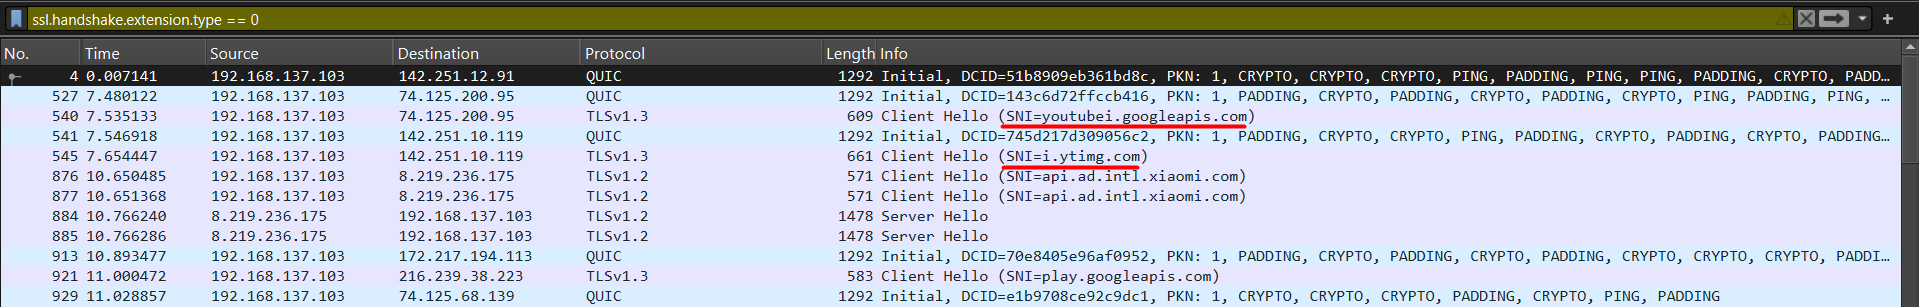 ssl.handshake.extension.type == 0
No. Time Source Destination Protocol Length Info
4 0.007141 192.168.137.103 142.251.12.91 QUIC 1292 Initial, DCID=51b8909eb361bd8c, PKN: 1, CRYPTO, CRYPTO, CRYPTO, PING, PADDING, PING, PING, PADDING, CRYPTO, PADD…
527 7.480122 192.168.137.103 74.125.200.95 QUIC 1292 Initial, DCID=143c6d72ffccb416, PKN: 1, PADDING, CRYPTO, PADDING, CRYPTO, PADDING, CRYPTO, PING, PADDING, PING, …
540 7.535133 192.168.137.103 74.125.200.95 TLSv1.3 609 Client Hello (SNI=youtubei.googleapis.com)
541 7.546918 192.168.137.103 142.251.10.119 QUIC 1292 Initial, DCID=745d217d309056c2, PKN: 1, PADDING, CRYPTO, CRYPTO, PING, PADDING, CRYPTO, PADDING, CRYPTO, PADDING…
545 7.654447 192.168.137.103 142.251.10.119 TLSv1.3 661 Client Hello (SNI=i.ytimg.com)
876 10.650485 192.168.137.103 8.219.236.175 TLSv1.2 571 Client Hello (SNI=api.ad.intl.xiaomi.com)
877 10.651368 192.168.137.103 8.219.236.175 TLSv1.2 571 Client Hello (SNI=api.ad.intl.xiaomi.com)
884 10.766240 8.219.236.175 192.168.137.103 TLSv1.2 1478 Server Hello
885 10.766286 8.219.236.175 192.168.137.103 TLSv1.2 1478 Server Hello
913 10.893477 192.168.137.103 172.217.194.113 QUIC 1292 Initial, DCID=70e8405e96af0952, PKN: 1, PADDING, CRYPTO, PADDING, CRYPTO, PADDING, CRYPTO, CRYPTO, CRYPTO, PADDI…
921 11.000472 192.168.137.103 216.239.38.223 TLSv1.3 583 Client Hello (SNI=play.googleapis.com)
929 11.028857 192.168.137.103 74.125.68.139 QUIC 1292 Initial, DCID=e1b9708ce92c9dc1, PKN: 1, CRYPTO, CRYPTO, CRYPTO, PADDING, CRYPTO, PING, PADDING